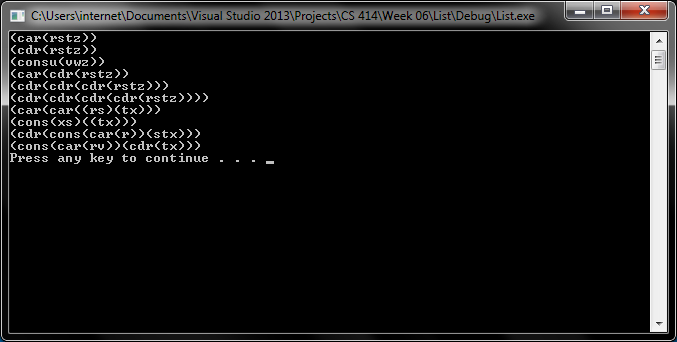 C:\Users\internet\Documents\Visual Studio 2013\Projects\CS 414\Week 06\List\Debug\List.exe
(car(rstz))
(cdr(rstz))
(consu(vwz))
(car(cdr(rstz))
(cdr(cdr(cdr(rstz)))
(cdr(cdr(cdr(cdr(rstz))))
(car(car((rs)(tx)))
(cons(xs)((tx)))
(cdr(cons(car(r))(stx)))
(cons(car(rv))(cdr(tx)))
Press any key to continue . . . _